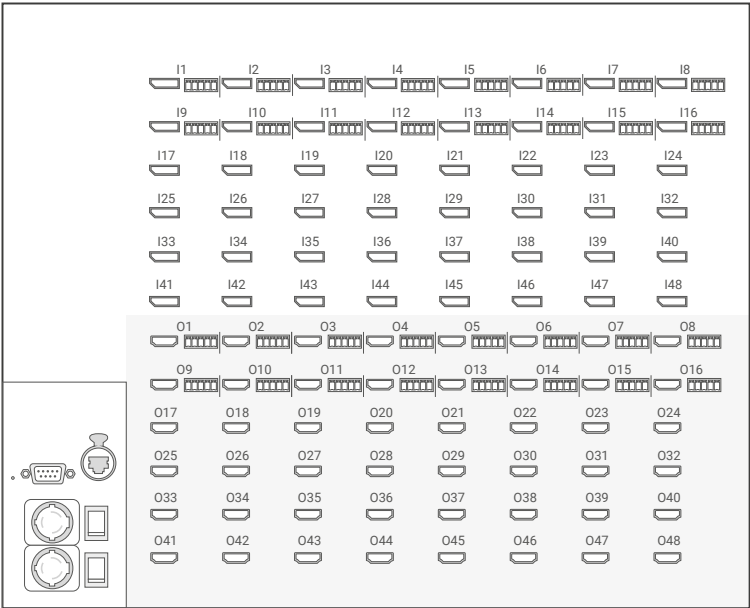 I1 I2 I3 I4 I5 I6 I7 I8
I9 I10 I11 I12 I13 I14 I15 I16
I17 I18 I19 I20 I21 I22 I23 I24
I25 I26 I27 I28 I29 I30 I31 I32
I33 I34 I35 I36 I37 I38 I39 I40
I41 I42 I43 I44 I45 I46 I47 I48
O1 O2 O3 O4 O5 O6 O7 O8
O9 O10 O11 O12 O13 O14 O15 O16
O17 O18 O19 O20 O21 O22 O23 O24
O25 O26 O27 O28 O29 O30 O31 O32
O33 O34 O35 O36 O37 O38 O39 O40
O41 O42 O43 O44 O45 O46 O47 O48